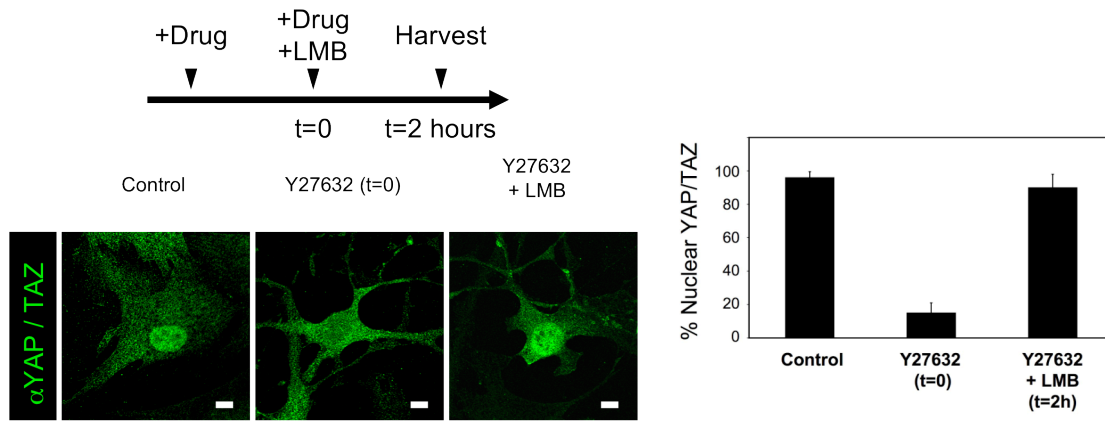 +Drug
+Drug
+LMB
Harvest
t=0
t=2 hours
Control
Y27632 (t=0)
Y27632
+ LMB
αYAP / TAZ
% Nuclear YAP/TAZ
100
80
60
40
20
0
Control
Y27632
(t=0)
Y27632
+ LMB
(t=2h)